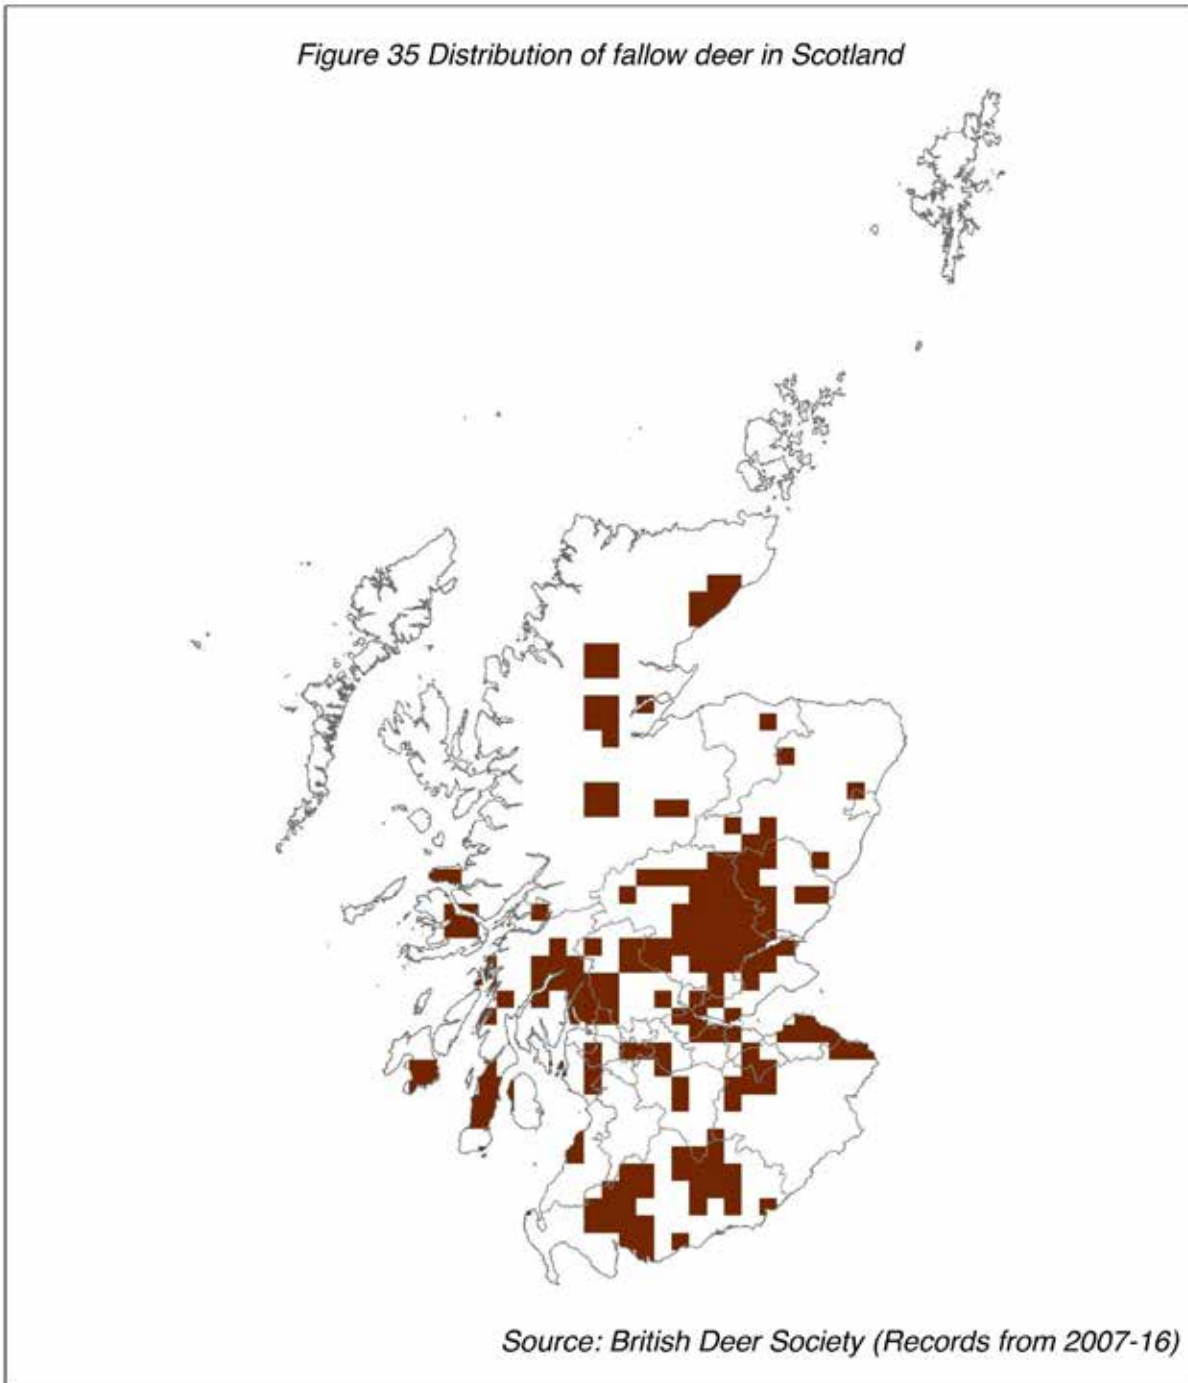 Figure 35 Distribution of fallow deer in Scotland
Source: British Deer Society (Records from 2007-16)